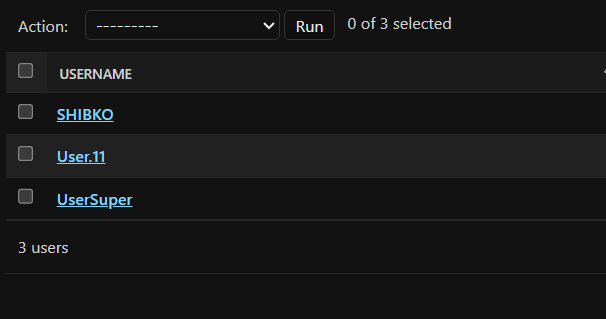 Action: --------- Run 0 of 3 selected
USERNAME
SHIBKO
User.11
UserSuper
3 users